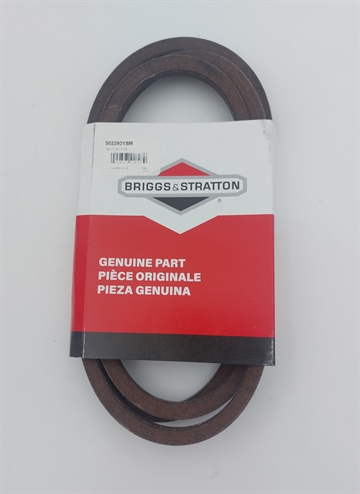 5022931SM
BRIGGS&STRATTON
®
GENUINE PART
PIÈCE ORIGINALE
PIEZA GENUINA